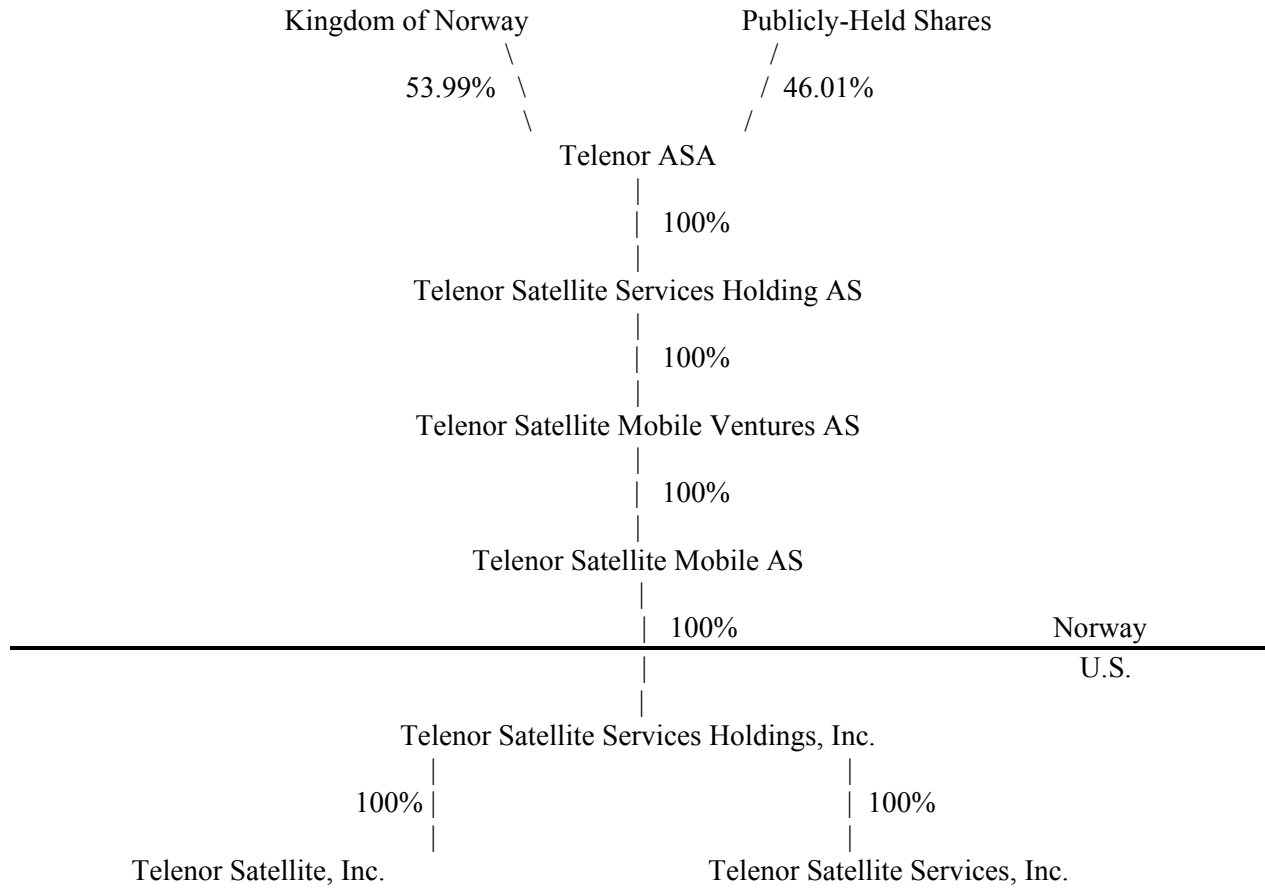 Kingdom of Norway Publicly-Held Shares
53.99% 46.01%
Telenor ASA
100%
Telenor Satellite Services Holding AS
100%
Telenor Satellite Mobile Ventures AS
100%
Telenor Satellite Mobile AS
100% Norway
U.S.
Telenor Satellite Services Holdings, Inc.
100% 100%
Telenor Satellite, Inc. Telenor Satellite Services, Inc.